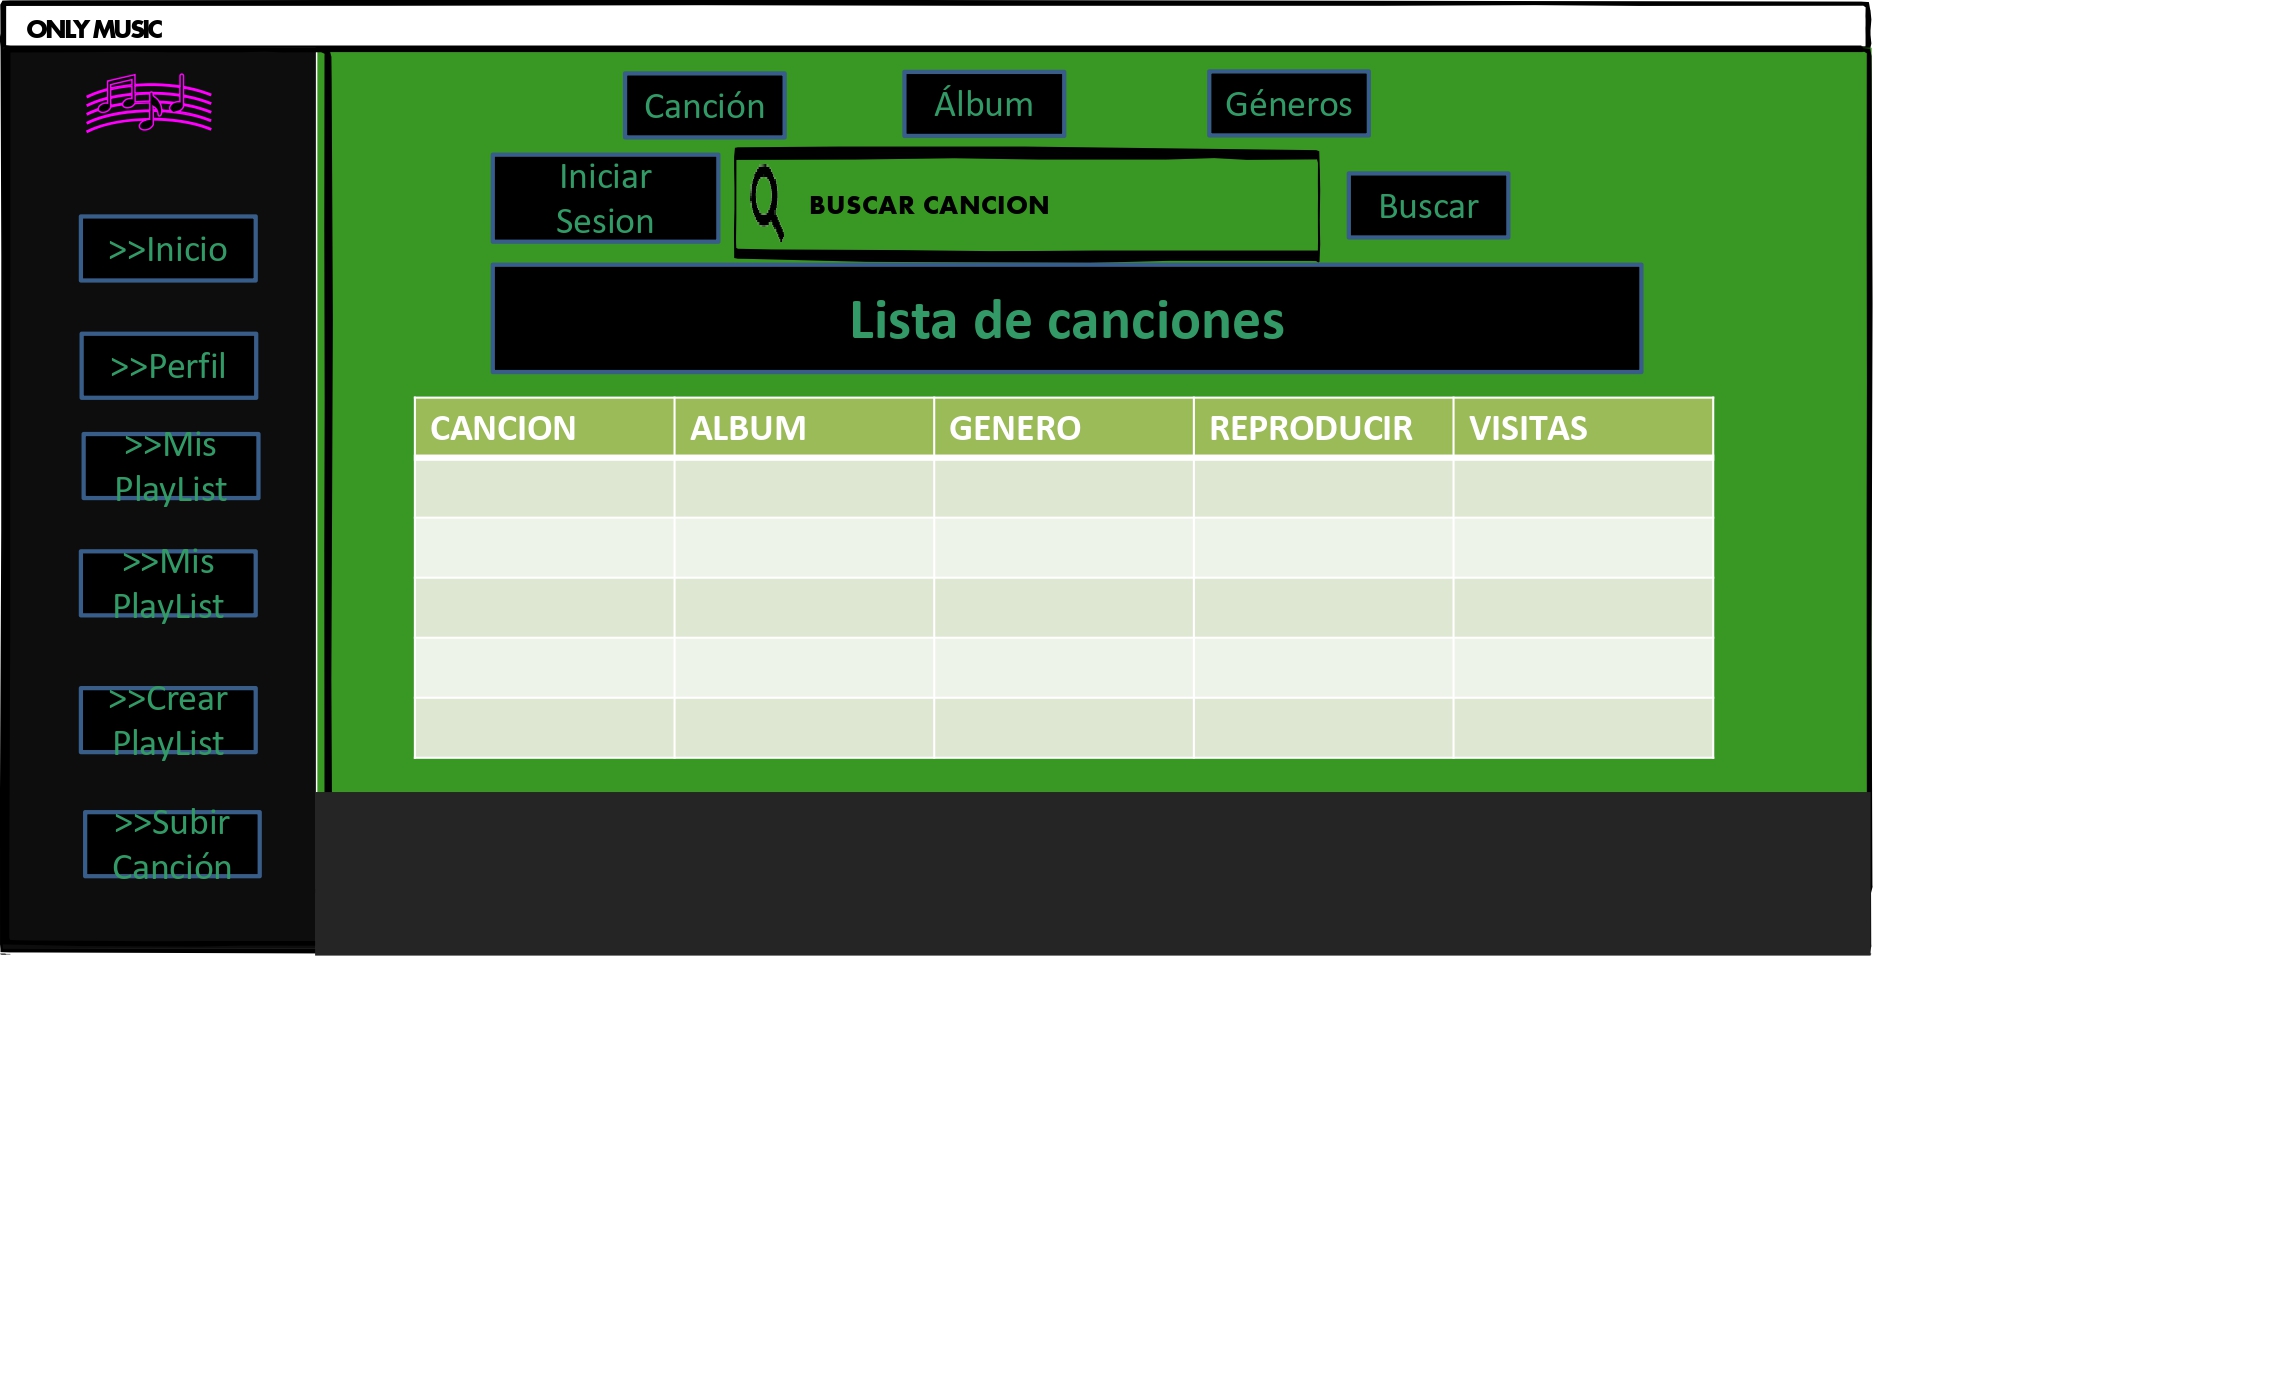 ONLY MUSIC
Canción
Álbum
Géneros
Iniciar
Sesion
BUSCAR CANCION
Buscar
Lista de canciones
>>Inicio
>>Perfil
>>Mis
PlayList
>>Mis
PlayList
>>Crear
PlayList
>>Subir
Canción
CANCION ALBUM GENERO REPRODUCIR VISITAS